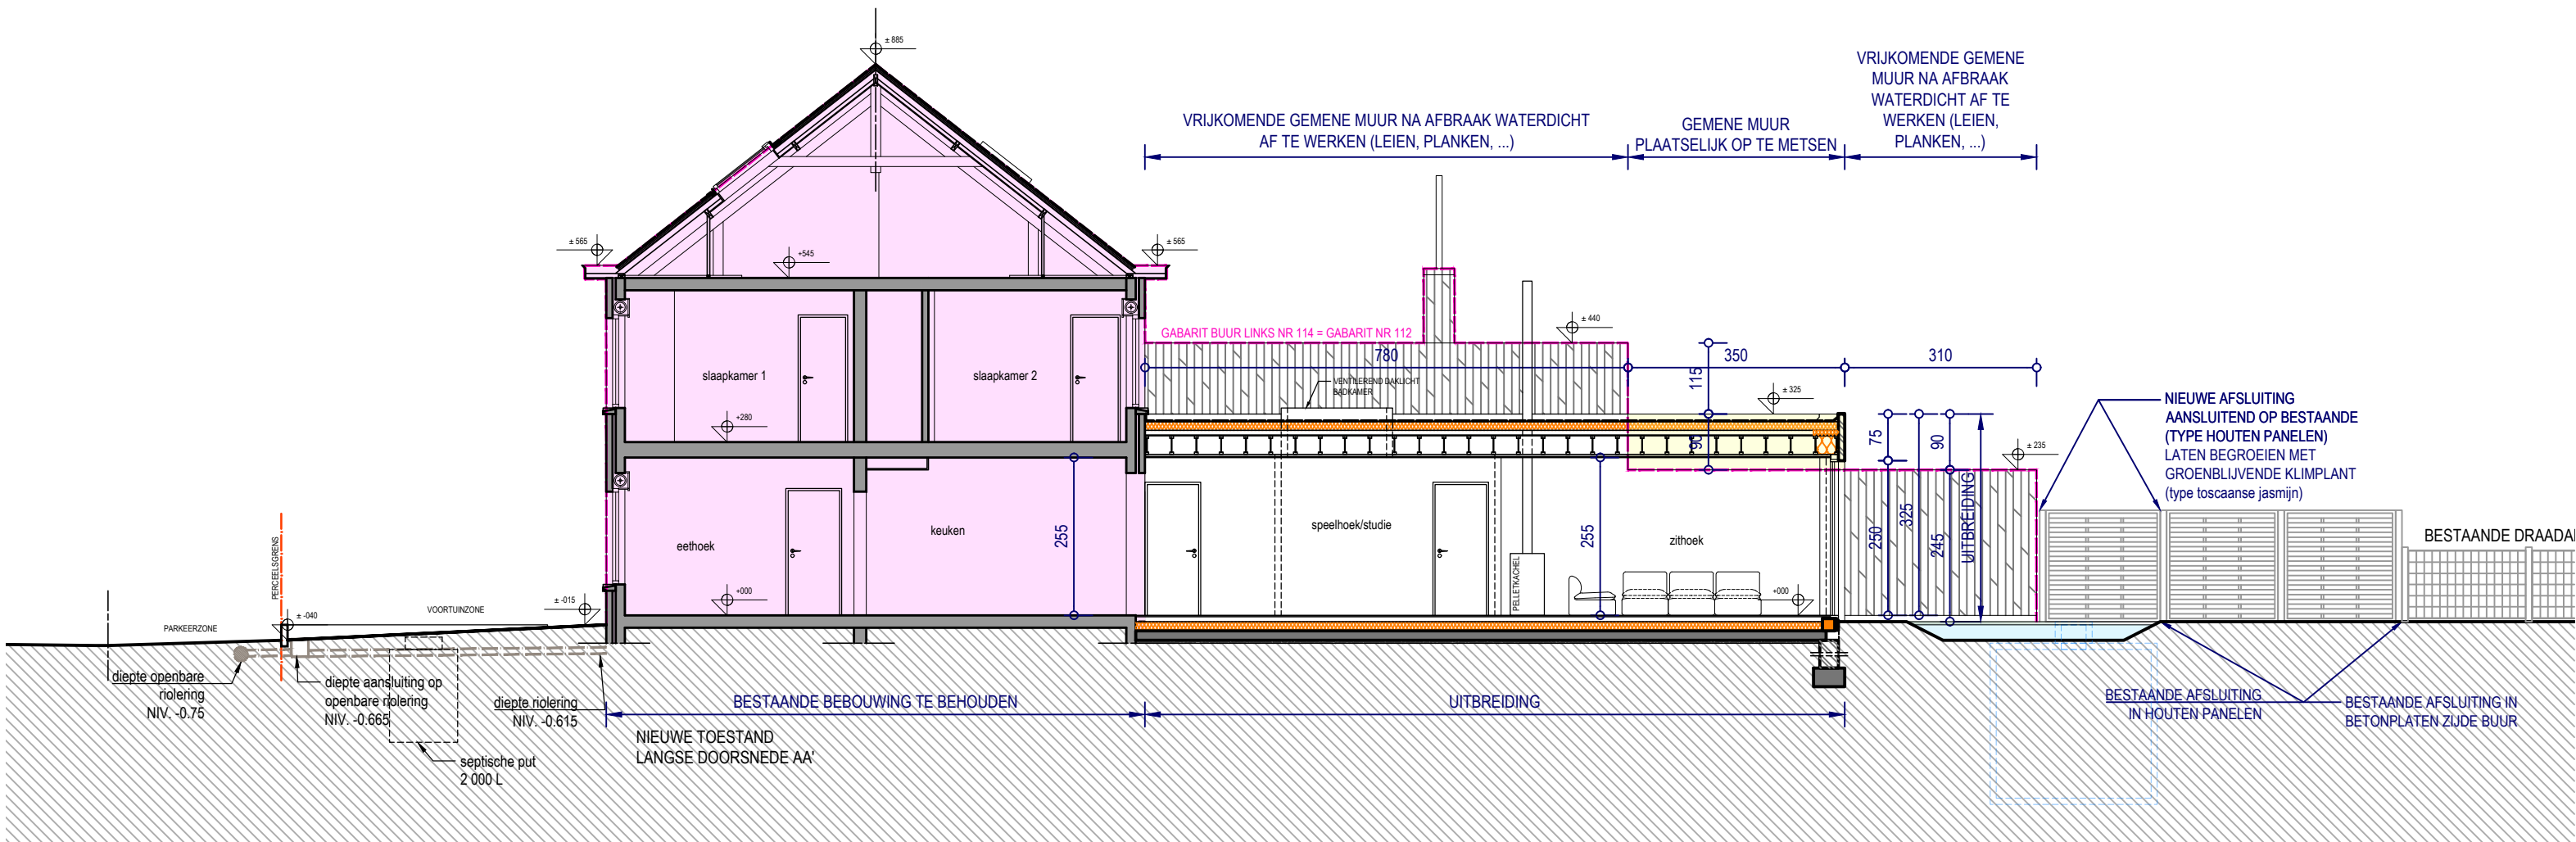 ± 885
VRIJKOMENDE GEMENE MUUR NA AFBRAAK WATERDICHT
AF TE WERKEN (LEIEN, PLANKEN, ...)
GEMENE MUUR
PLAATSELIJK OP TE METSEN
VRIJKOMENDE GEMENE
MUUR NA AFBRAAK
WATERDICHT AF TE
WERKEN (LEIEN,
PLANKEN, ...)
± 565
+545
± 565
GABARIT BUUR LINKS NR 114 = GABARIT NR 112
± 440
780
350
310
115
slaapkamer 1
slaapkamer 2
VENTILEREND DAKLICHT
BADKAMER
± 325
+280
90
75
325
90
± 235
NIEUWE AFSLUITING
AANSLUITEND OP BESTAANDE
(TYPE HOUTEN PANELEN)
LATEN BEGROEIEN MET
GROENBLIJVENDE KLIMPLANT
(type toscaanse jasmijn)
eethoek
keuken
255
speelhoek/studie
255
zithoek
250
245
UITBREIDING
BESTAANDE DRAADA
PERCEELSGRENS
PELLETKACHEL
+000
+000
± -040
VOORTUINZONE
± -015
PARKEERZONE
diepte openbare
riolering
NIV. -0.75
diepte aansluiting op
openbare riolering
NIV. -0.665
diepte riolering
NIV. -0.615
BESTAANDE BEBOUWING TE BEHOUDEN
UITBREIDING
BESTAANDE AFSLUITING
IN HOUTEN PANELEN
BESTAANDE AFSLUITING IN
BETONPLATEN ZIJDE BUUR
NIEUWE TOESTAND
LANGSE DOORSNEDE AA'
septische put
2 000 L